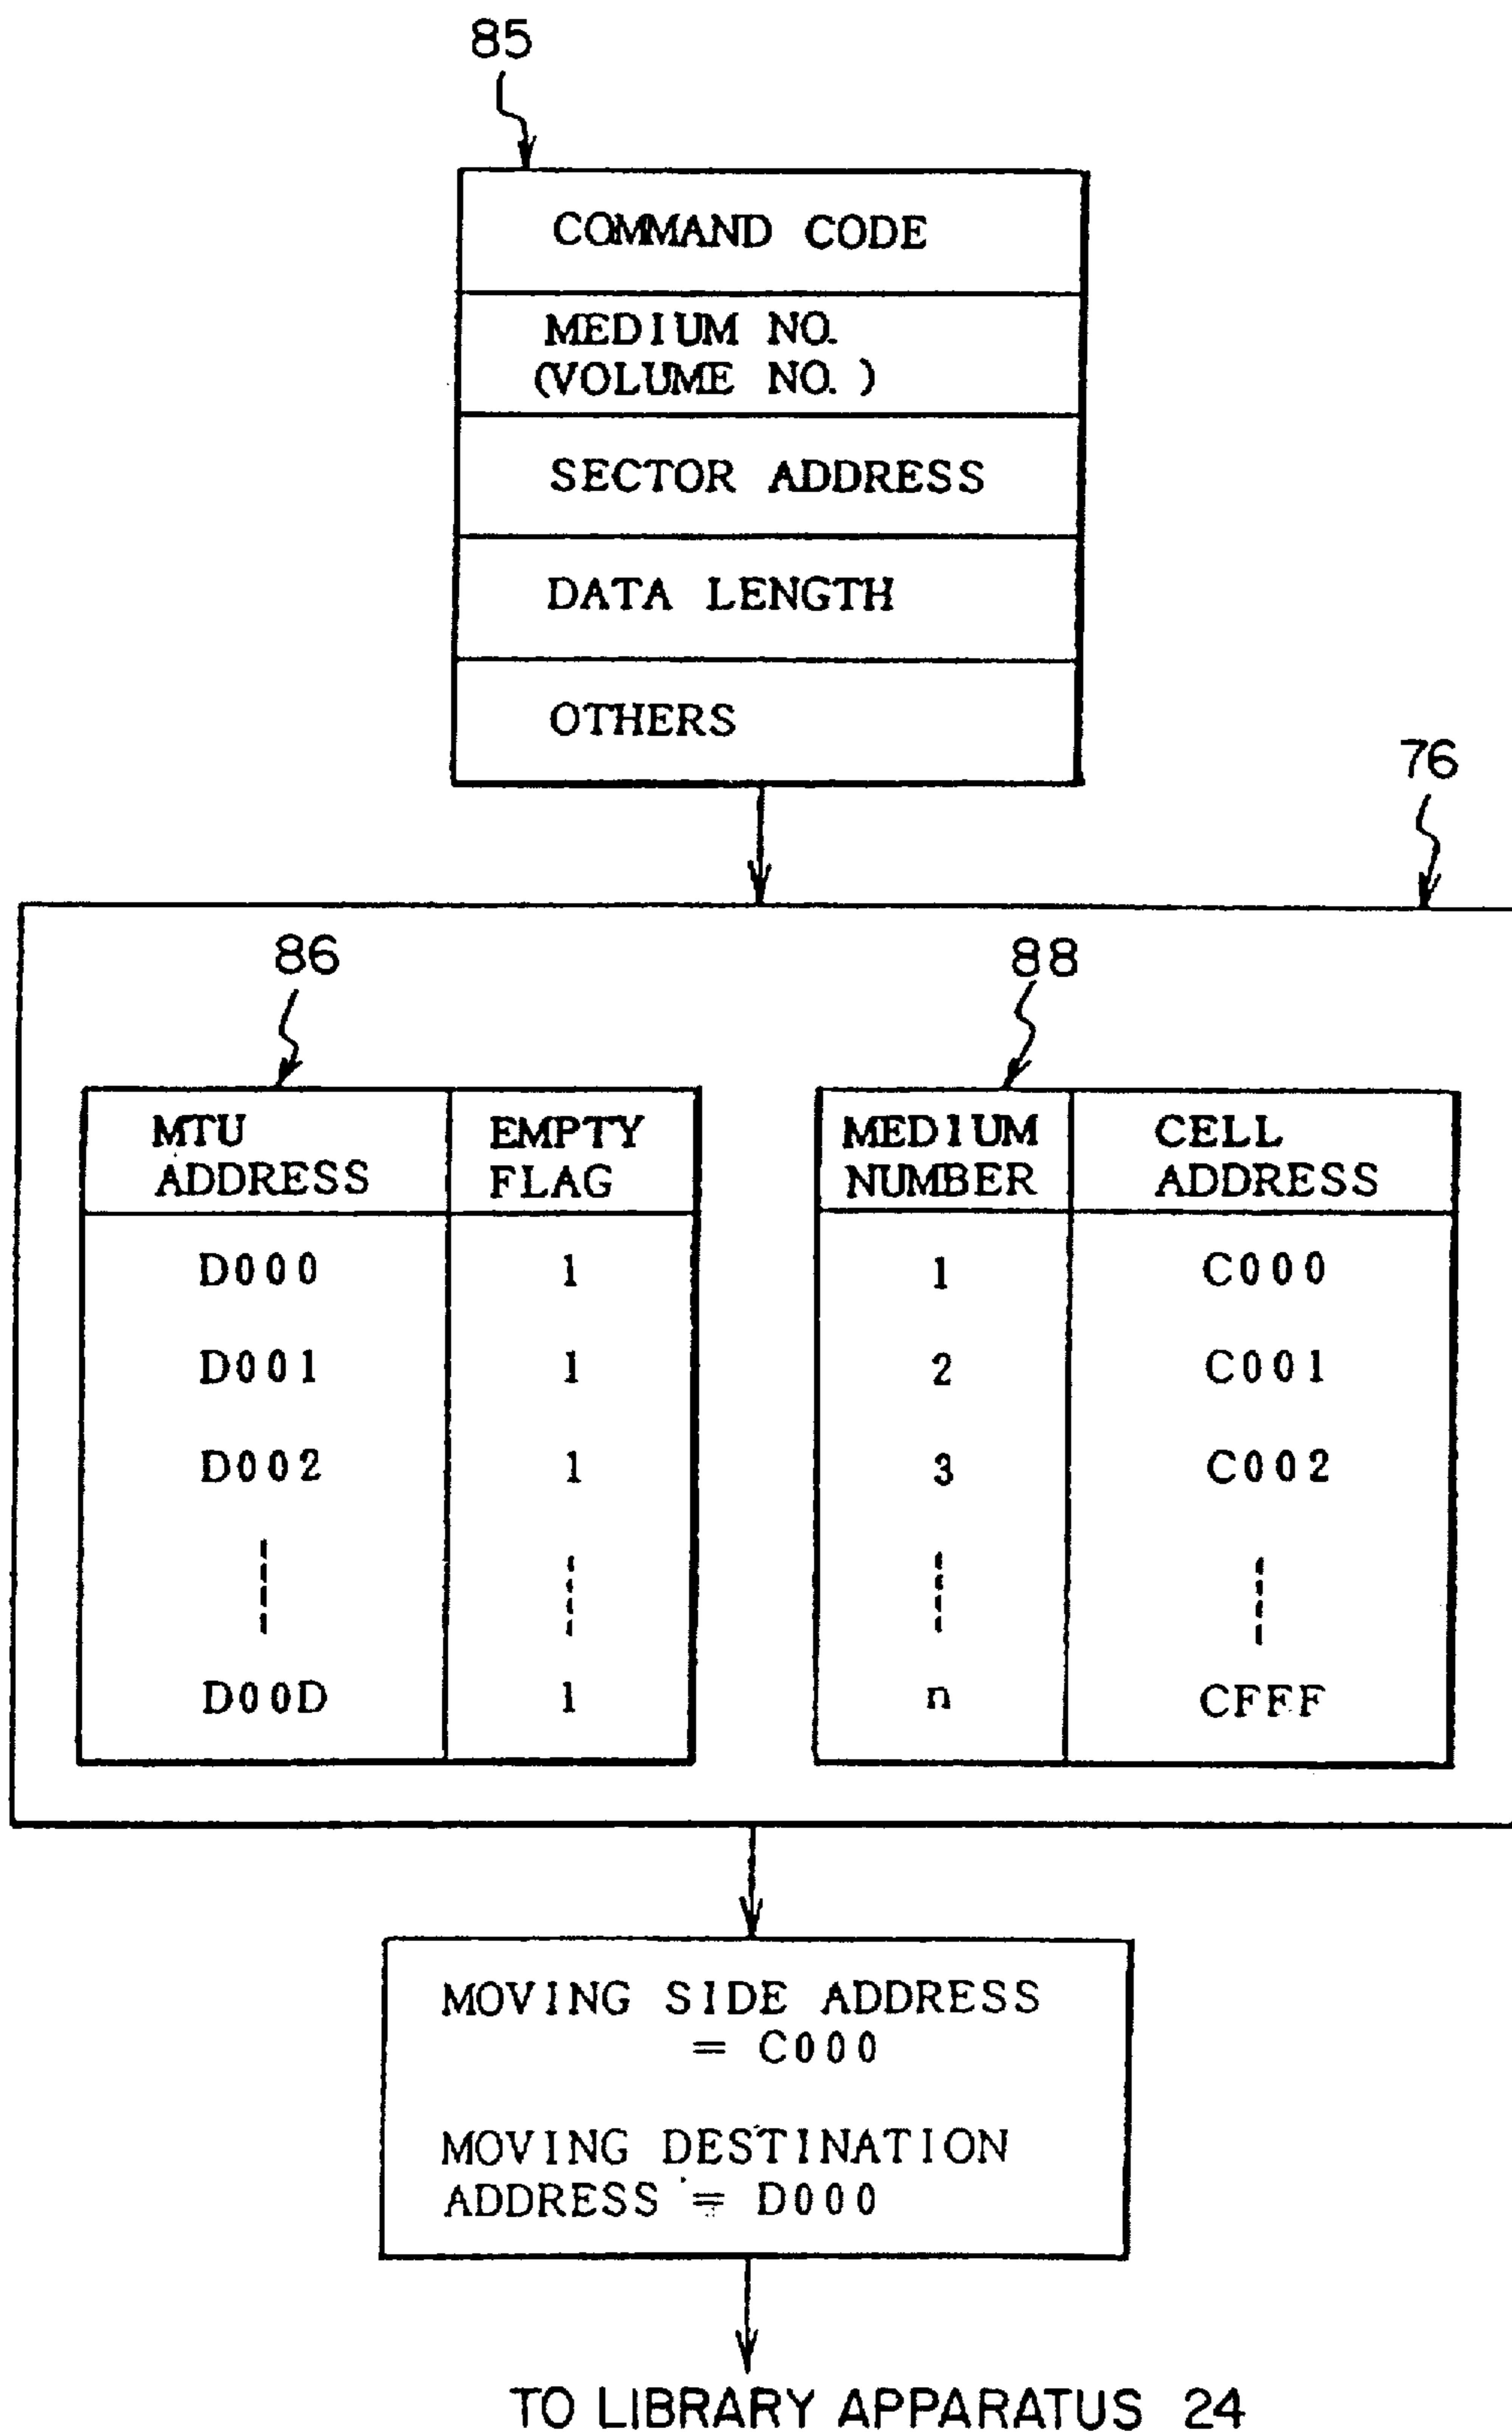 85
COMMAND CODE
MEDIUM NO.
(VOLUME NO.)
SECTOR ADDRESS
DATA LENGTH
OTHERS
76
86
88
MTU ADDRESS EMPTY FLAG
D000 1
D001 1
D002 1
D00D 1
MEDIUM NUMBER CELL ADDRESS
1 C000
2 C001
3 C002
n CFFF
MOVING SIDE ADDRESS
= C000
MOVING DESTINATION
ADDRESS = D000
TO LIBRARY APPARATUS 24